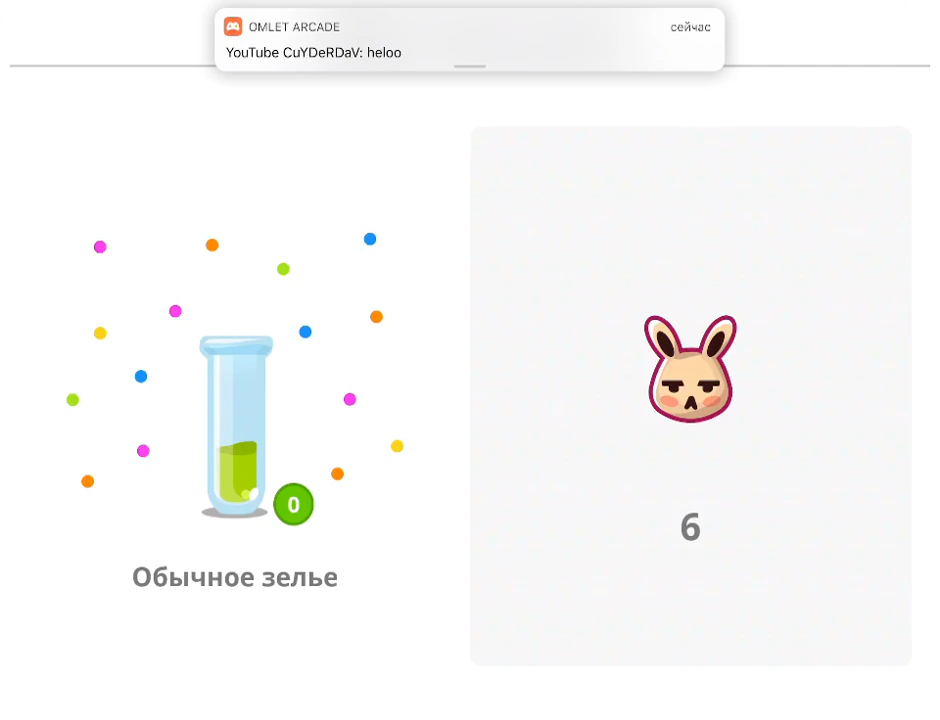 OMLET ARCADE
сейчас
YouTube CuYDeRDaV: heloo
0
Обычное зелье
6